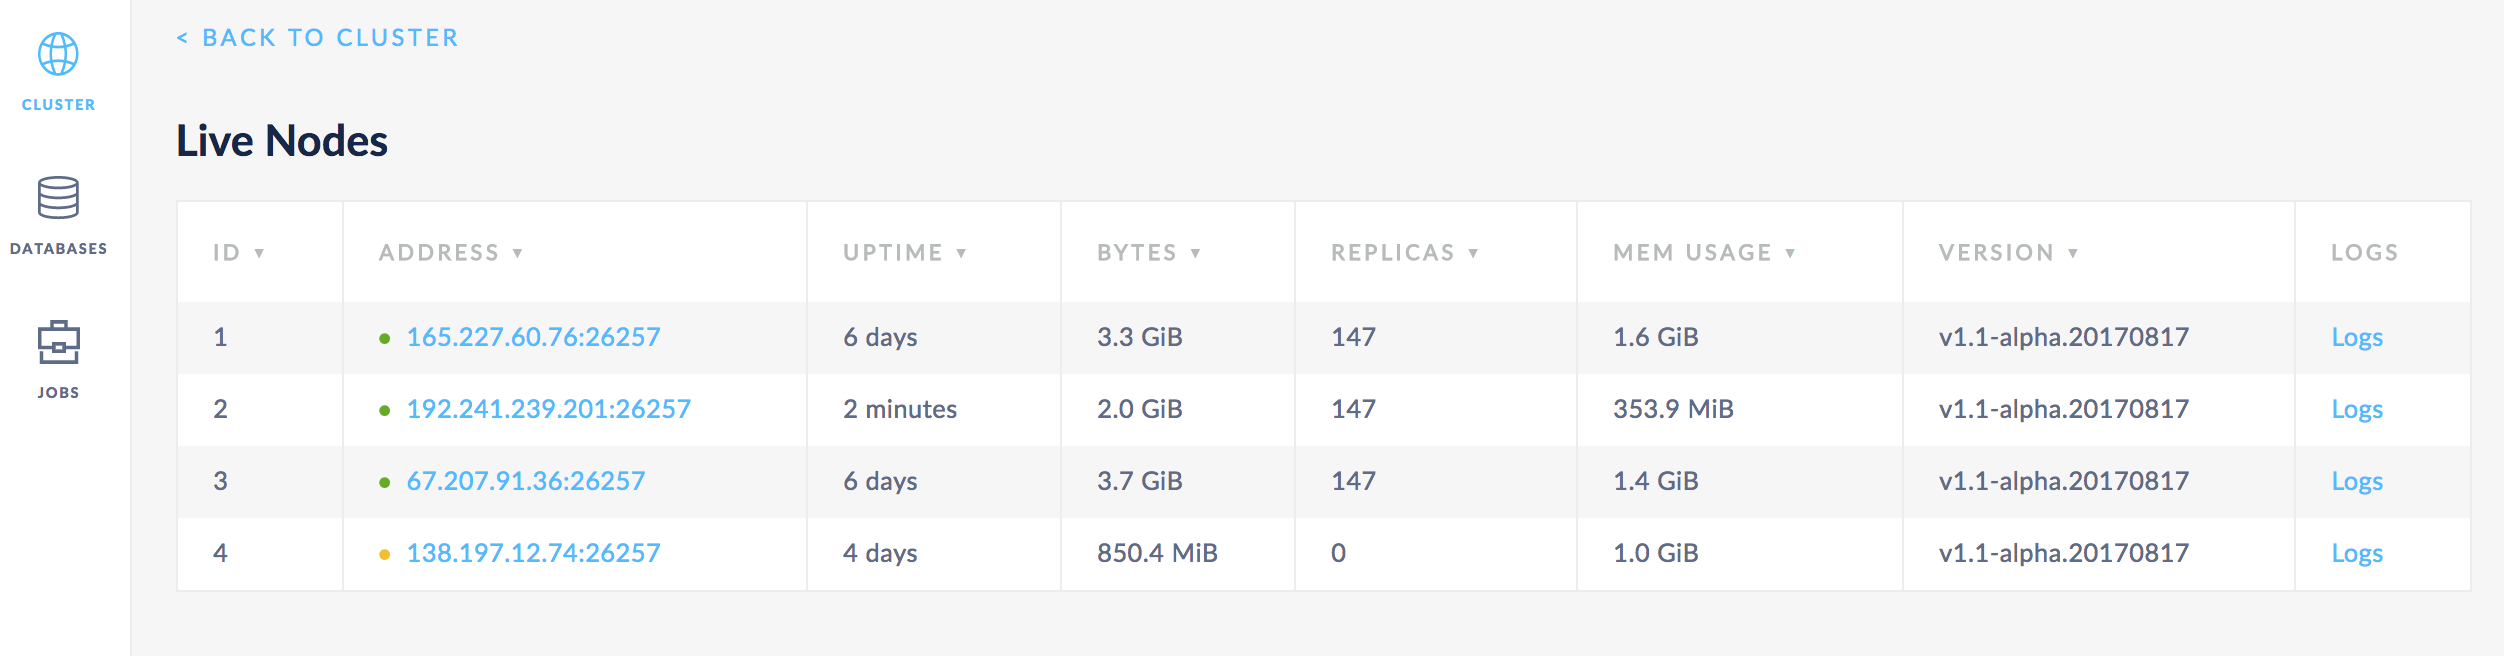 < BACK TO CLUSTER
CLUSTER
DATABASES
JOBS
Live Nodes
ID ▼ ADDRESS ▼ UPTIME ▼ BYTES ▼ REPLICAS ▼ MEM USAGE ▼ VERSION ▼ LOGS
1 165.227.60.76:26257 6 days 3.3 GiB 147 1.6 GiB v1.1-alpha.20170817 Logs
2 192.241.239.201:26257 2 minutes 2.0 GiB 147 353.9 MiB v1.1-alpha.20170817 Logs
3 67.207.91.36:26257 6 days 3.7 GiB 147 1.4 GiB v1.1-alpha.20170817 Logs
4 138.197.12.74:26257 4 days 850.4 MiB 0 1.0 GiB v1.1-alpha.20170817 Logs